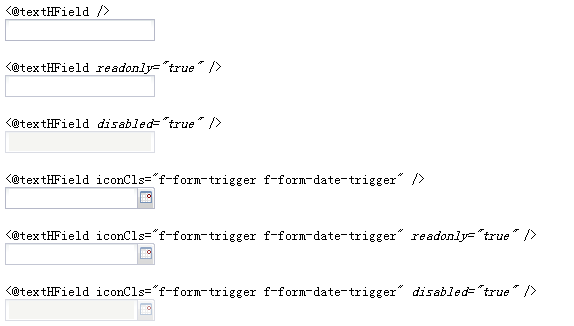 <@textHField />
<@textHField readonly="true" />
<@textHField disabled="true" />
<@textHField iconCls="f-form-trigger f-form-date-trigger" />
<@textHField iconCls="f-form-trigger f-form-date-trigger" readonly="true" />
<@textHField iconCls="f-form-trigger f-form-date-trigger" disabled="true" />